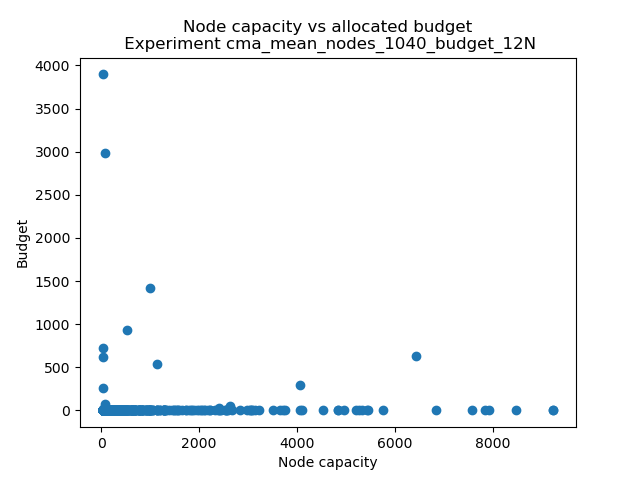 Node capacity vs allocated budget
Experiment cma_mean_nodes_1040_budget_12N
4000
3500
3000
2500
2000
1500
1000
500
0
Budget
0 2000 4000 6000 8000
Node capacity